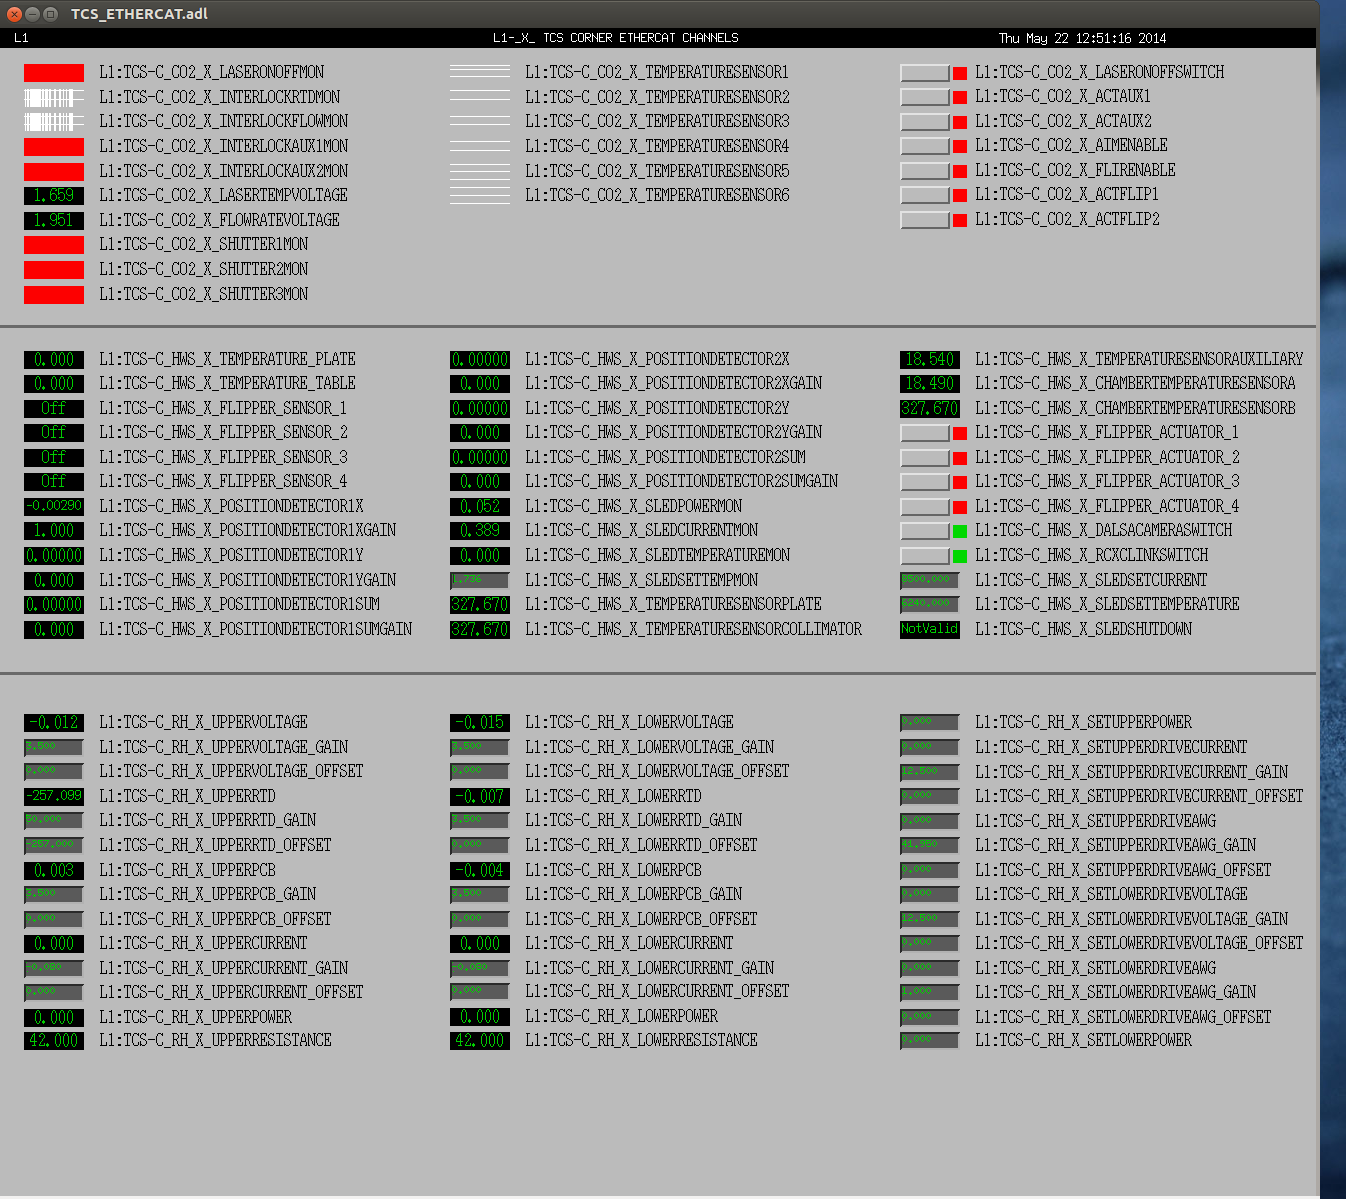 TCS_ETHERCAT.adl
L1 L1-_X_ TCS CORNER ETHERCAT CHANNELS Thu May 22 12:51:16 2014
L1:TCS-C_CO2_X_LASERONOFFMON L1:TCS-C_CO2_X_TEMPERATURESENSOR1 L1:TCS-C_CO2_X_LASERONOFFSWITCH
L1:TCS-C_CO2_X_INTERLOCKRTDMON L1:TCS-C_CO2_X_TEMPERATURESENSOR2 L1:TCS-C_CO2_X_ACTAUX1
L1:TCS-C_CO2_X_INTERLOCKFLOWMON L1:TCS-C_CO2_X_TEMPERATURESENSOR3 L1:TCS-C_CO2_X_ACTAUX2
L1:TCS-C_CO2_X_INTERLOCKAUX1MON L1:TCS-C_CO2_X_TEMPERATURESENSOR4 L1:TCS-C_CO2_X_AIMENABLE
L1:TCS-C_CO2_X_INTERLOCKAUX2MON L1:TCS-C_CO2_X_TEMPERATURESENSOR5 L1:TCS-C_CO2_X_FLIRENABLE
1.659 L1:TCS-C_CO2_X_LASERTEMPVOLTAGE L1:TCS-C_CO2_X_TEMPERATURESENSOR6 L1:TCS-C_CO2_X_ACTFLIP1
1.951 L1:TCS-C_CO2_X_FLOWRATEVOLTAGE L1:TCS-C_CO2_X_ACTFLIP2
L1:TCS-C_CO2_X_SHUTTER1MON
L1:TCS-C_CO2_X_SHUTTER2MON
L1:TCS-C_CO2_X_SHUTTER3MON
0.000 L1:TCS-C_HWS_X_TEMPERATURE_PLATE 0.00000 L1:TCS-C_HWS_X_POSITIONDETECTOR2X 18.540 L1:TCS-C_HWS_X_TEMPERATURESENSORAUXILIARY
0.000 L1:TCS-C_HWS_X_TEMPERATURE_TABLE 0.000 L1:TCS-C_HWS_X_POSITIONDETECTOR2XGAIN 18.490 L1:TCS-C_HWS_X_CHAMBERTEMPERATURESENSORA
Off L1:TCS-C_HWS_X_FLIPPER_SENSOR_1 0.00000 L1:TCS-C_HWS_X_POSITIONDETECTOR2Y 327.670 L1:TCS-C_HWS_X_CHAMBERTEMPERATURESENSORB
Off L1:TCS-C_HWS_X_FLIPPER_SENSOR_2 0.000 L1:TCS-C_HWS_X_POSITIONDETECTOR2YGAIN L1:TCS-C_HWS_X_FLIPPER_ACTUATOR_1
Off L1:TCS-C_HWS_X_FLIPPER_SENSOR_3 0.00000 L1:TCS-C_HWS_X_POSITIONDETECTOR2SUM L1:TCS-C_HWS_X_FLIPPER_ACTUATOR_2
Off L1:TCS-C_HWS_X_FLIPPER_SENSOR_4 0.000 L1:TCS-C_HWS_X_POSITIONDETECTOR2SUMGAIN L1:TCS-C_HWS_X_FLIPPER_ACTUATOR_3
-0.00290 L1:TCS-C_HWS_X_POSITIONDETECTOR1X 0.052 L1:TCS-C_HWS_X_SLEDPOWERMON L1:TCS-C_HWS_X_FLIPPER_ACTUATOR_4
1.000 L1:TCS-C_HWS_X_POSITIONDETECTOR1XGAIN 0.389 L1:TCS-C_HWS_X_SLEDCURRENTMON L1:TCS-C_HWS_X_DALSACAMERASWITCH
0.00000 L1:TCS-C_HWS_X_POSITIONDETECTOR1Y 0.000 L1:TCS-C_HWS_X_SLEDTEMPERATUREMON L1:TCS-C_HWS_X_RCXCLINKSWITCH
0.000 L1:TCS-C_HWS_X_POSITIONDETECTOR1YGAIN 1.736 L1:TCS-C_HWS_X_SLEDSETTEMPMON 8500.000 L1:TCS-C_HWS_X_SLEDSETCURRENT
0.00000 L1:TCS-C_HWS_X_POSITIONDETECTOR1SUM 327.670 L1:TCS-C_HWS_X_TEMPERATURESENSORPLATE 6240.000 L1:TCS-C_HWS_X_SLEDSETTEMPERATURE
0.000 L1:TCS-C_HWS_X_POSITIONDETECTOR1SUMGAIN 327.670 L1:TCS-C_HWS_X_TEMPERATURESENSORCOLLIMATOR NotValid L1:TCS-C_HWS_X_SLEDSHUTDOWN
-0.012 L1:TCS-C_RH_X_UPPERVOLTAGE -0.015 L1:TCS-C_RH_X_LOWERVOLTAGE 0.000 L1:TCS-C_RH_X_SETUPPERPOWER
3.500 L1:TCS-C_RH_X_UPPERVOLTAGE_GAIN 3.500 L1:TCS-C_RH_X_LOWERVOLTAGE_GAIN 0.000 L1:TCS-C_RH_X_SETUPPERDRIVECURRENT
0.000 L1:TCS-C_RH_X_UPPERVOLTAGE_OFFSET 0.000 L1:TCS-C_RH_X_LOWERVOLTAGE_OFFSET 12.500 L1:TCS-C_RH_X_SETUPPERDRIVECURRENT_GAIN
-257.099 L1:TCS-C_RH_X_UPPERRTD -0.007 L1:TCS-C_RH_X_LOWERRTD 0.000 L1:TCS-C_RH_X_SETUPPERDRIVECURRENT_OFFSET
L1:TCS-C_RH_X_UPPERRTD_GAIN 3.500 L1:TCS-C_RH_X_LOWERRTD_GAIN 0.000 L1:TCS-C_RH_X_SETUPPERDRIVEAWG
-257.000 L1:TCS-C_RH_X_UPPERRTD_OFFSET 0.000 L1:TCS-C_RH_X_LOWERRTD_OFFSET 41.950 L1:TCS-C_RH_X_SETUPPERDRIVEAWG_GAIN
0.003 L1:TCS-C_RH_X_UPPERPCB -0.004 L1:TCS-C_RH_X_LOWERPCB 0.000 L1:TCS-C_RH_X_SETUPPERDRIVEAWG_OFFSET
3.500 L1:TCS-C_RH_X_UPPERPCB_GAIN 3.500 L1:TCS-C_RH_X_LOWERPCB_GAIN 0.000 L1:TCS-C_RH_X_SETLOWERDRIVEVOLTAGE
0.000 L1:TCS-C_RH_X_UPPERPCB_OFFSET 0.000 L1:TCS-C_RH_X_LOWERPCB_OFFSET 12.500 L1:TCS-C_RH_X_SETLOWERDRIVEVOLTAGE_GAIN
0.000 L1:TCS-C_RH_X_UPPERCURRENT 0.000 L1:TCS-C_RH_X_LOWERCURRENT 0.000 L1:TCS-C_RH_X_SETLOWERDRIVEVOLTAGE_OFFSET
-0.080 L1:TCS-C_RH_X_UPPERCURRENT_GAIN -0.080 L1:TCS-C_RH_X_LOWERCURRENT_GAIN 0.000 L1:TCS-C_RH_X_SETLOWERDRIVEAWG
0.000 L1:TCS-C_RH_X_UPPERCURRENT_OFFSET 0.000 L1:TCS-C_RH_X_LOWERCURRENT_OFFSET 1.000 L1:TCS-C_RH_X_SETLOWERDRIVEAWG_GAIN
0.000 L1:TCS-C_RH_X_UPPERPOWER 0.000 L1:TCS-C_RH_X_LOWERPOWER 0.000 L1:TCS-C_RH_X_SETLOWERDRIVEAWG_OFFSET
42.000 L1:TCS-C_RH_X_UPPERRESISTANCE 42.000 L1:TCS-C_RH_X_LOWERRESISTANCE 0.000 L1:TCS-C_RH_X_SETLOWERPOWER